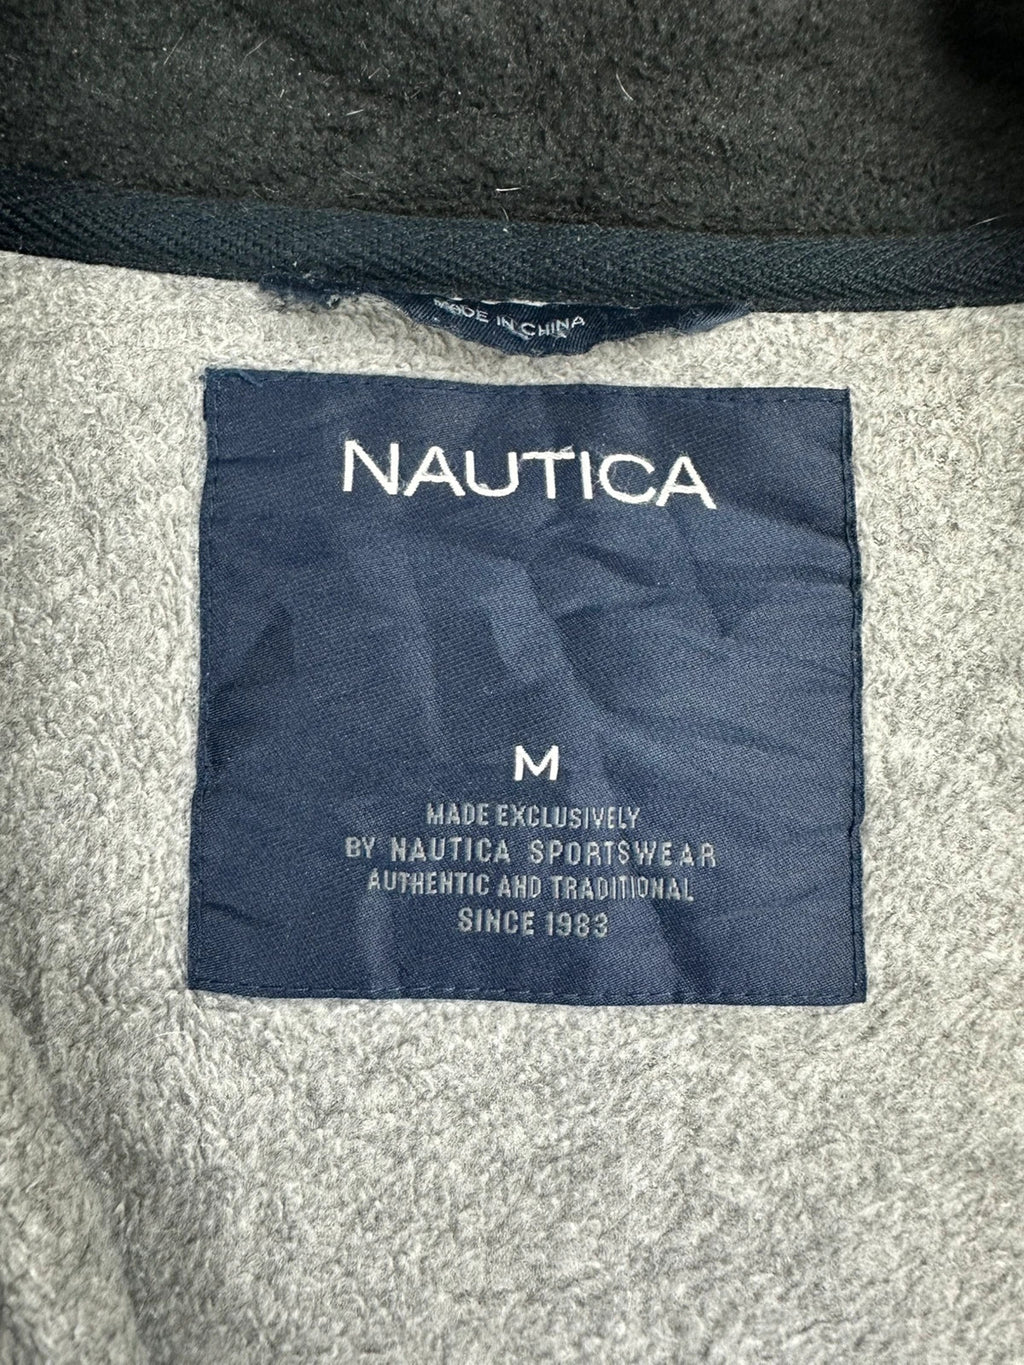 MADE IN CHINA
NAUTICA
M
MADE EXCLUSIVELY
BY NAUTICA SPORTSWEAR
AUTHENTIC AND TRADITIONAL
SINCE 1983